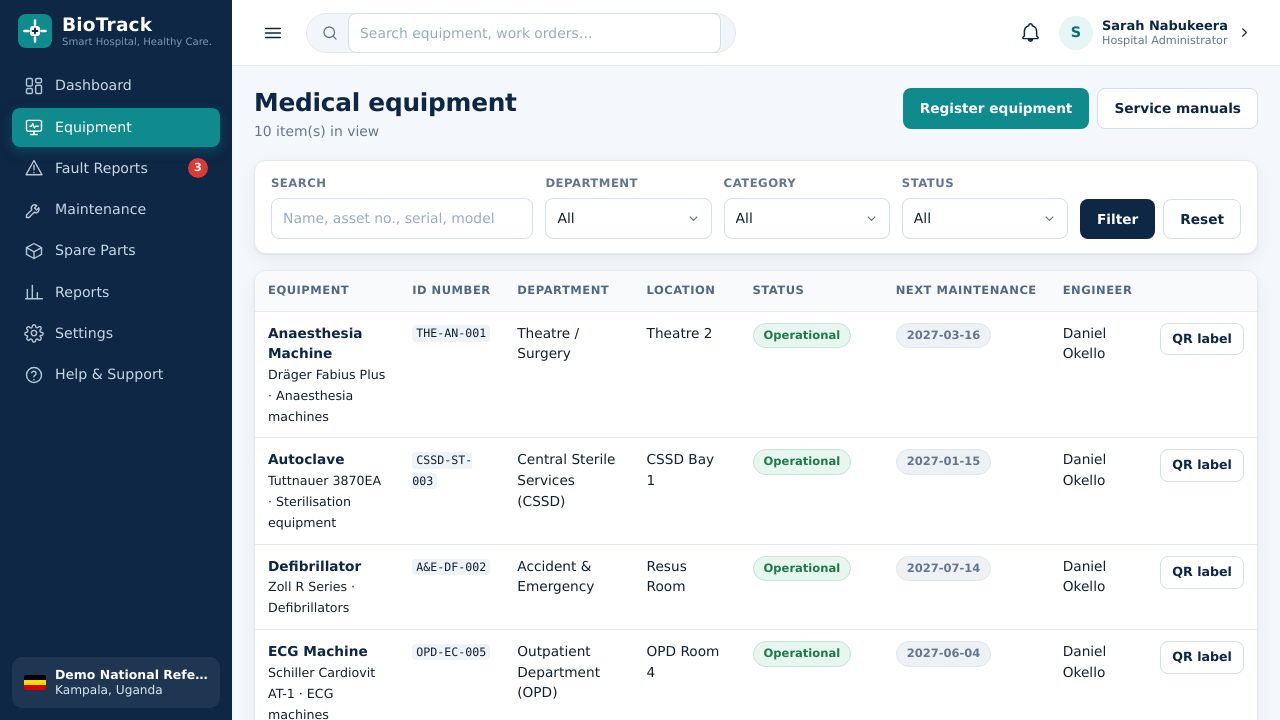 BioTrack
Smart Hospital, Healthy Care.
Dashboard
Equipment
Fault Reports
3
Maintenance
Spare Parts
Reports
Settings
Help & Support
Demo National Refe...
Kampala, Uganda
Search equipment, work orders...
S
Sarah Nabukeera
Hospital Administrator
Medical equipment
10 item(s) in view
Register equipment
Service manuals
SEARCH
DEPARTMENT
CATEGORY
STATUS
Name, asset no., serial, model
All
All
All
Filter
Reset
EQUIPMENT ID NUMBER DEPARTMENT LOCATION STATUS NEXT MAINTENANCE ENGINEER
Anaesthesia
Machine
Dräger Fabius Plus
· Anaesthesia
machines
THE-AN-001
Theatre /
Surgery
Theatre 2
Operational
2027-03-16
Daniel
Okello
QR label
Autoclave
Tuttnauer 3870EA
· Sterilisation
equipment
CSSD-ST-
003
Central Sterile
Services
(CSSD)
CSSD Bay
1
Operational
2027-01-15
Daniel
Okello
QR label
Defibrillator
Zoll R Series ·
Defibrillators
A&E-DF-002
Accident &
Emergency
Resus
Room
Operational
2027-07-14
Daniel
Okello
QR label
ECG Machine
Schiller Cardiovit
AT-1 · ECG
machines
OPD-EC-005
Outpatient
Department
(OPD)
OPD Room
4
Operational
2027-06-04
Daniel
Okello
QR label